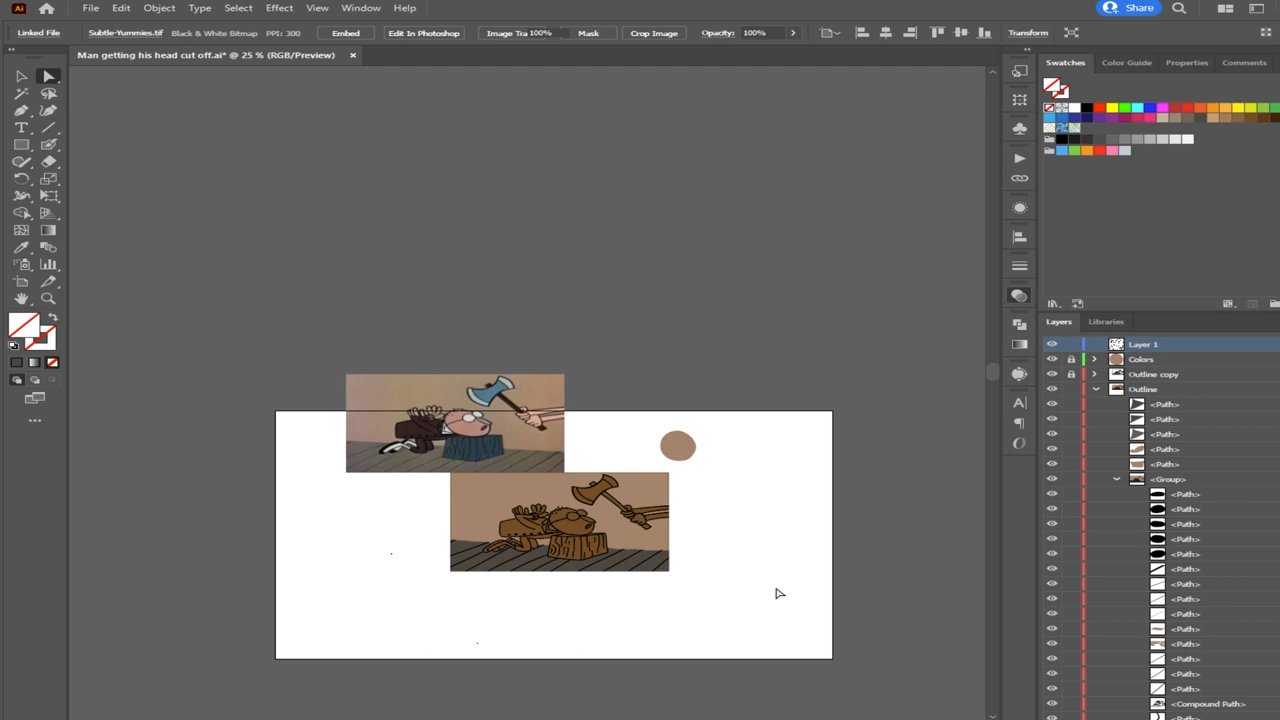 Ai File Edit Object Type Select Effect View Window Help Share
Linked File Subtle-Yummies.tif Black & White Bitmap PPI: 300 Embed Edit In Photoshop Image Tra 100% Mask Crop Image Opacity: 100% Transform
Man getting his head cut off.ai* @ 25 % (RGB/Preview) ×
Swatches Color Guide Properties Comments
Layers Libraries
Layer 1
Colors
Outline copy
Outline
<Path>
<Path>
<Path>
<Path>
<Path>
<Group>
<Path>
<Path>
<Path>
<Path>
<Path>
<Path>
<Path>
<Path>
<Path>
<Path>
<Path>
<Path>
<Path>
<Path>
<Compound Path>
<Path>